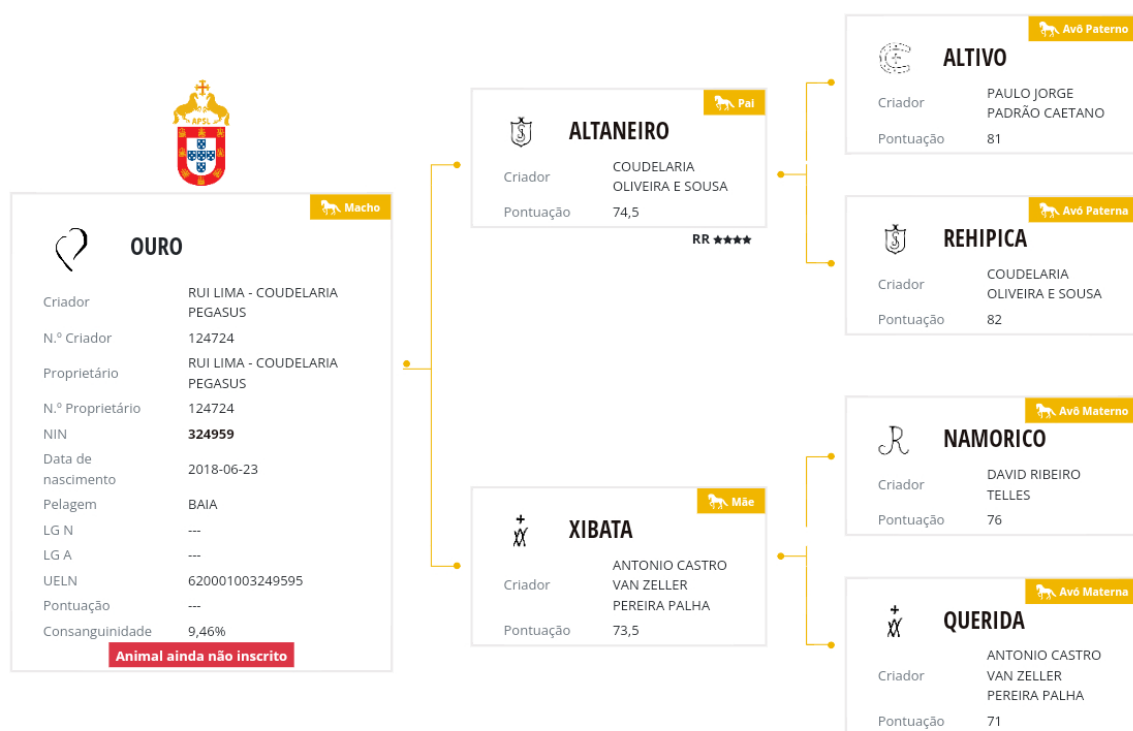 APSL
Macho
OURO
Criador
RUI LIMA - COUDELARIA
PEGASUS
N.º Criador
124724
Proprietário
RUI LIMA - COUDELARIA
PEGASUS
N.º Proprietário
124724
NIN
324959
Data de
nascimento
2018-06-23
Pelagem
BAIA
LG N
---
LG A
---
UELN
620001003249595
Pontuação
---
Consanguinidade
9,46%
Animal ainda não inscrito
Pai
ALTANEIRO
Criador
COUDELARIA
OLIVEIRA E SOUSA
Pontuação
74,5
RR ★★★★
Mãe
XIBATA
Criador
ANTONIO CASTRO
VAN ZELLER
PEREIRA PALHA
Pontuação
73,5
Avô Paterno
ALTIVO
Criador
PAULO JORGE
PADRÃO CAETANO
Pontuação
81
Avó Paterna
REHIPICA
Criador
COUDELARIA
OLIVEIRA E SOUSA
Pontuação
82
Avô Materno
NAMORICO
Criador
DAVID RIBEIRO
TELLES
Pontuação
76
Avó Materna
QUERIDA
Criador
ANTONIO CASTRO
VAN ZELLER
PEREIRA PALHA
Pontuação
71